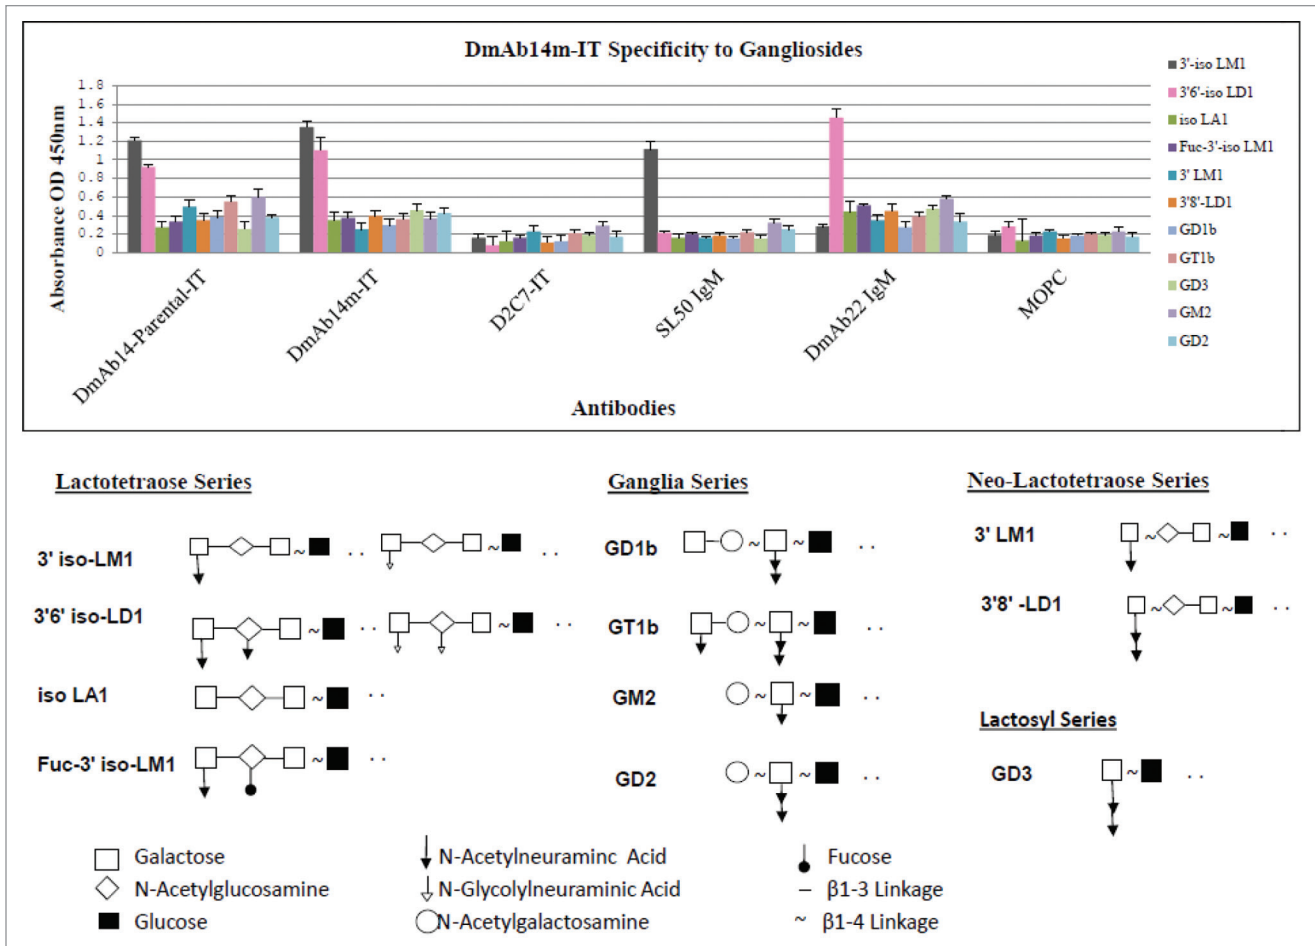 DmAb14m-IT Specificity to Gangliosides
Absorbance OD 450nm
1.8
1.6
1.4
1.2
1
0.8
0.6
0.4
0.2
0
DmAb14-Parental-IT
DmAb14m-IT
D2C7-IT
SL50 IgM
DmAb22 IgM
MOPC
Antibodies
3'-iso LM1
3'6'-iso LD1
iso LA1
Fuc-3'-iso LM1
3' LM1
3'8'-LD1
GD1b
GT1b
GD3
GM2
GD2
Lactotetraose Series
3' iso-LM1
3'6' iso-LD1
iso LA1
Fuc-3' iso-LM1
Ganglia Series
GD1b
GT1b
GM2
GD2
Neo-Lactotetraose Series
3' LM1
3'8' -LD1
Lactosyl Series
GD3
Galactose
N-Acetylglucosamine
Glucose
N-Acetylneuraminc Acid
N-Glycolylneuraminic Acid
N-Acetylgalactosamine
Fucose
– β1-3 Linkage
~ β1-4 Linkage